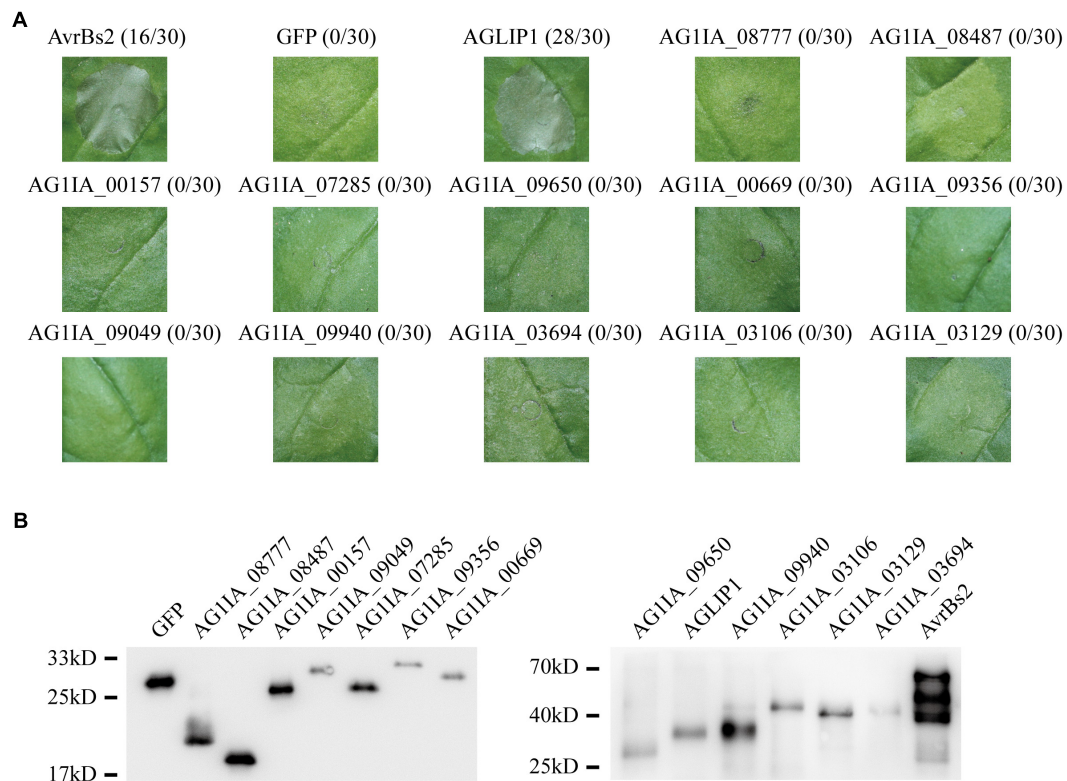 A
AvrBs2 (16/30) GFP (0/30) AGLIP1 (28/30) AG1IA_08777 (0/30) AG1IA_08487 (0/30)
AG1IA_00157 (0/30) AG1IA_07285 (0/30) AG1IA_09650 (0/30) AG1IA_00669 (0/30) AG1IA_09356 (0/30)
AG1IA_09049 (0/30) AG1IA_09940 (0/30) AG1IA_03694 (0/30) AG1IA_03106 (0/30) AG1IA_03129 (0/30)
B
GFP AG1IA_08777 AG1IA_08487 AG1IA_00157 AG1IA_09049 AG1IA_07285 AG1IA_09356 AG1IA_00669
33kD
25kD
17kD
AG1IA_09650 AGLIP1 AG1IA_09940 AG1IA_03106 AG1IA_03129 AG1IA_03694 AvrBs2
70kD
40kD
25kD